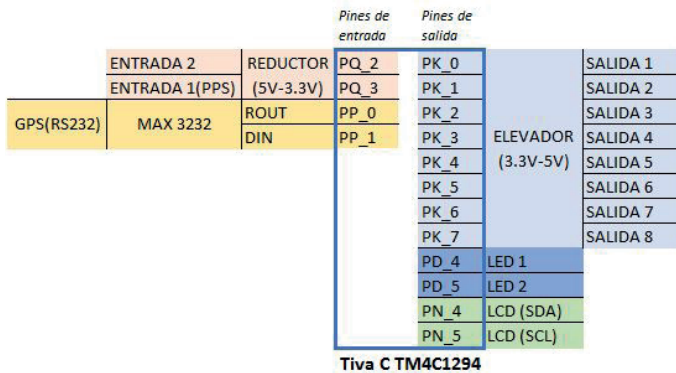 Pines de entrada Pines de salida
ENTRADA 2 REDUCTOR PQ_2 PK_0 SALIDA 1
ENTRADA 1(PPS) (5V-3.3V) PQ_3 PK_1 SALIDA 2
GPS(RS232) MAX 3232 ROUT PP_0 PK_2 SALIDA 3
DIN PP_1 PK_3 ELEVADOR SALIDA 4
PK_4 (3.3V-5V) SALIDA 5
PK_5 SALIDA 6
PK_6 SALIDA 7
PK_7 SALIDA 8
PD_4 LED 1
PD_5 LED 2
PN_4 LCD (SDA)
PN_5 LCD (SCL)
Tiva C TM4C1294